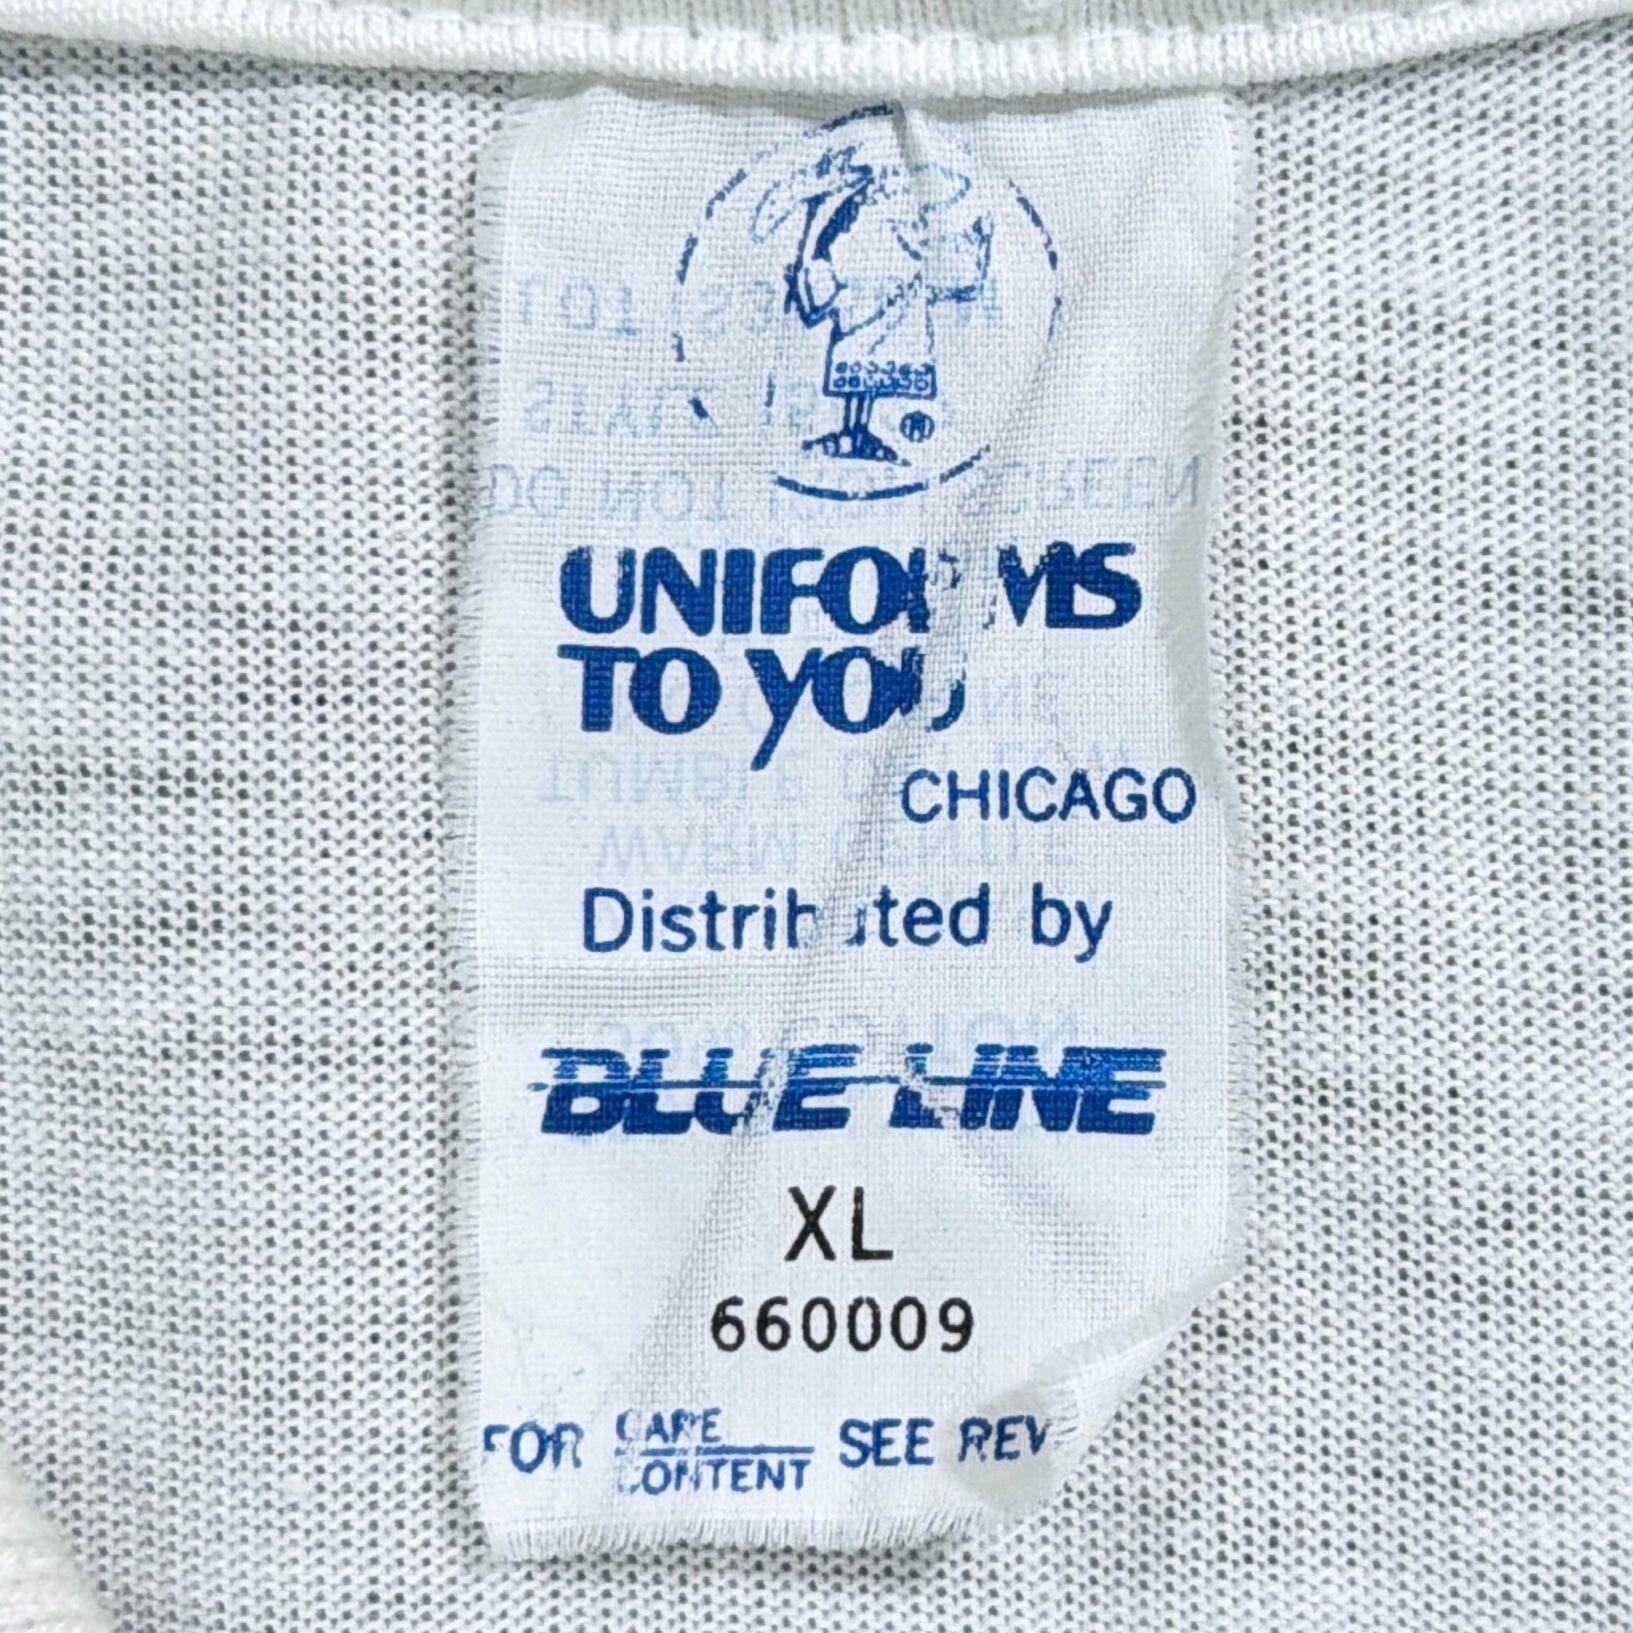 UNIFORMS
TO YOU
CHICAGO
Distributed by
BLUE LINE
XL
660009
FOR CARE
CONTENT SEE REV